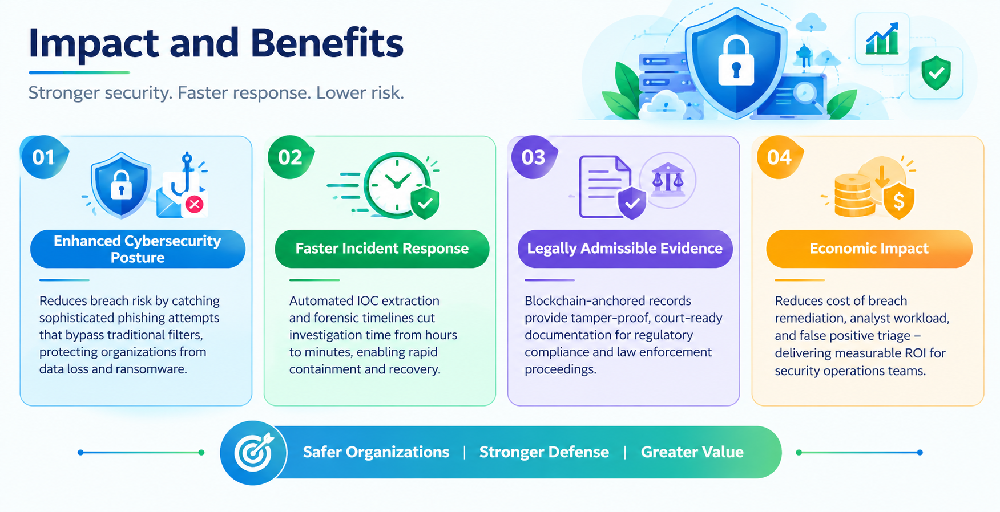 Impact and Benefits
Stronger security. Faster response. Lower risk.
01
Enhanced Cybersecurity
Posture
Reduces breach risk by catching
sophisticated phishing attempts
that bypass traditional filters,
protecting organizations from
data loss and ransomware.
02
Faster Incident Response
Automated IOC extraction
and forensic timelines cut
investigation time from hours
to minutes, enabling rapid
containment and recovery.
03
Legally Admissible Evidence
Blockchain-anchored records
provide tamper-proof, court-ready
documentation for regulatory
compliance and law enforcement
proceedings.
04
$
Economic Impact
Reduces cost of breach
remediation, analyst workload,
and false positive triage –
delivering measurable ROI for
security operations teams.
Safer Organizations | Stronger Defense | Greater Value